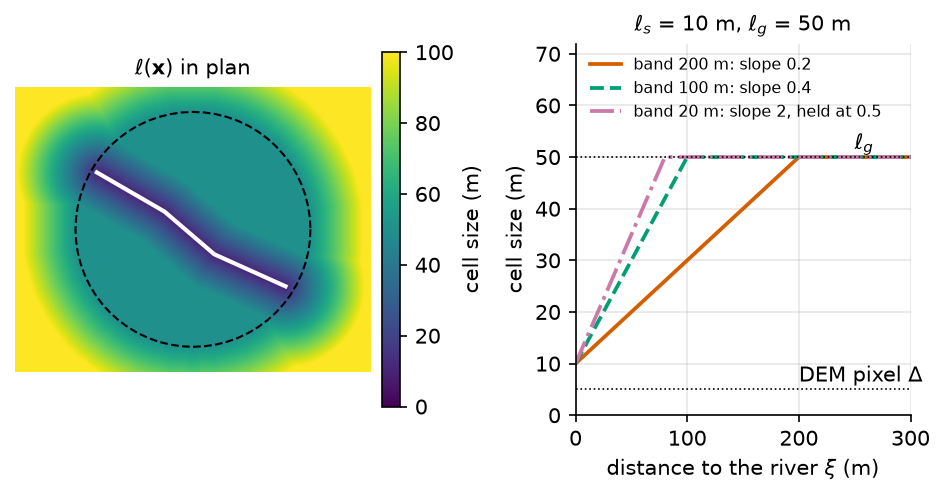 ℓ(x) in plan
100
80
60
40
20
0
cell size (m)
ℓs = 10 m, ℓg = 50 m
band 200 m: slope 0.2
band 100 m: slope 0.4
band 20 m: slope 2, held at 0.5
ℓg
DEM pixel Δ
70
60
50
40
30
20
10
0
cell size (m)
0
100
200
300
distance to the river ξ (m)